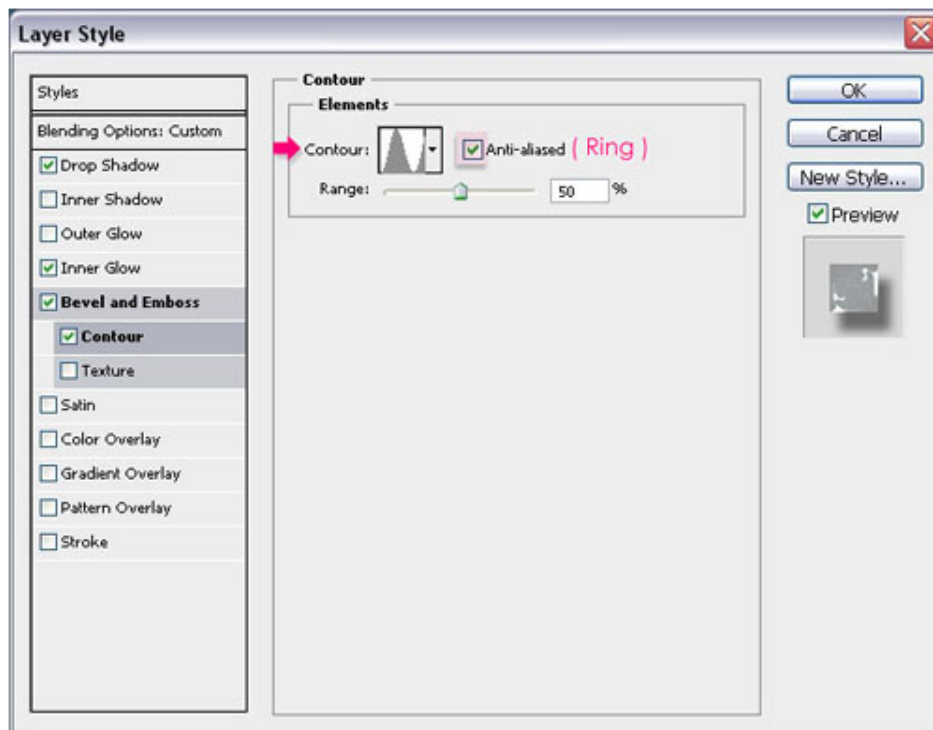 Layer Style
Styles
Blending Options: Custom
Drop Shadow
Inner Shadow
Outer Glow
Inner Glow
Bevel and Emboss
Contour
Texture
Satin
Color Overlay
Gradient Overlay
Pattern Overlay
Stroke
Contour
Elements
Contour: Anti-aliased ( Ring )
Range: 50 %
OK
Cancel
New Style...
Preview